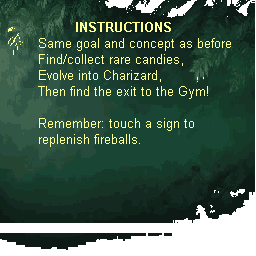 INSTRUCTIONS
Same goal and concept as before
Find/collect rare candies,
Evolve into Charizard,
Then find the exit to the Gym!
Remember: touch a sign to
replenish fireballs.